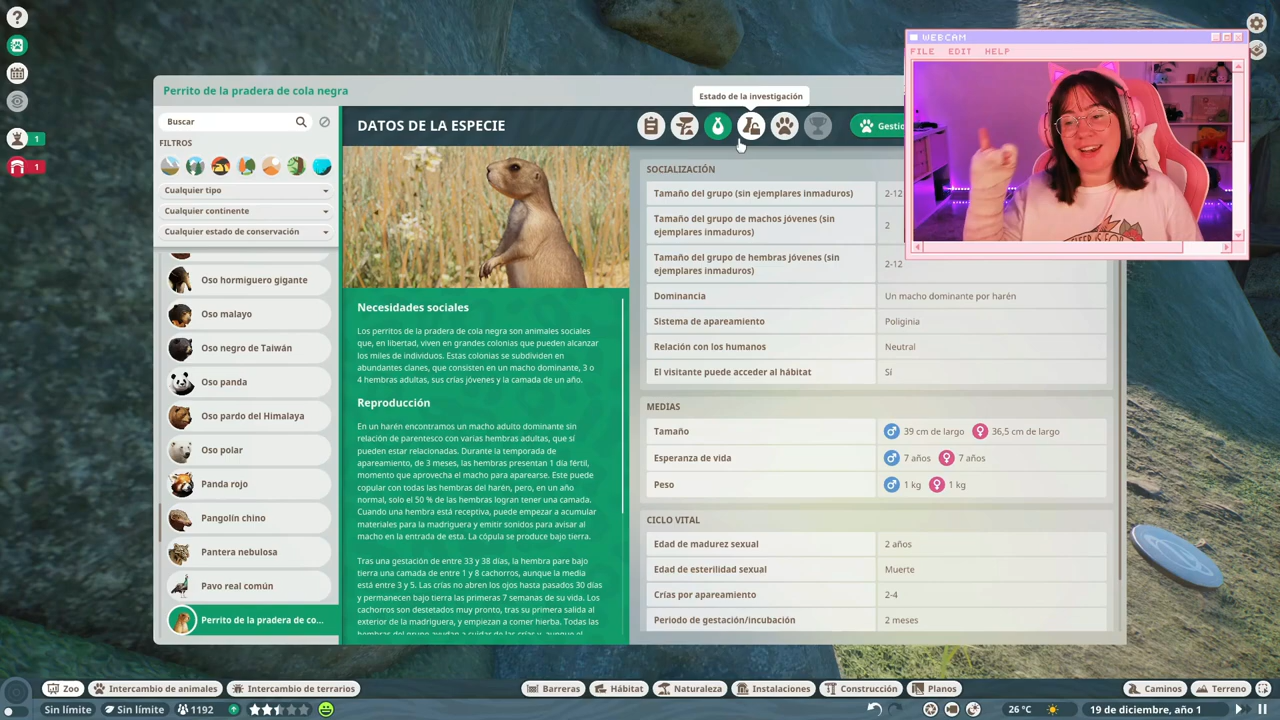 WEBCAM
FILE EDIT HELP
Perrito de la pradera de cola negra
Estado de la investigación
Buscar
FILTROS
Cualquier tipo
Cualquier continente
Cualquier estado de conservación
Oso hormiguero gigante
Oso malayo
Oso negro de Taiwán
Oso panda
Oso pardo del Himalaya
Oso polar
Panda rojo
Pangolín chino
Pantera nebulosa
Pavo real común
Perrito de la pradera de co...
DATOS DE LA ESPECIE
Gestio
Necesidades sociales
Los perritos de la pradera de cola negra son animales sociales
que, en libertad, viven en grandes colonias que pueden alcanzar
los miles de individuos. Estas colonias se subdividen en
abundantes clanes, que consisten en un macho dominante, 3 o
4 hembras adultas, sus crías jóvenes y la camada de un año.
Reproducción
En un harén encontramos un macho adulto dominante sin
relación de parentesco con varias hembras adultas, que sí
pueden estar relacionadas. Durante la temporada de
apareamiento, de 3 meses, las hembras presentan 1 día fértil,
momento que aprovecha el macho para aparearse. Este puede
copular con todas las hembras del harén, pero, en un año
normal, solo el 50 % de las hembras logran tener una camada.
Cuando una hembra está receptiva, puede empezar a acumular
materiales para la madriguera y emitir sonidos para avisar al
macho en la entrada de esta. La cópula se produce bajo tierra.
Tras una gestación de entre 33 y 38 días, la hembra pare bajo
tierra una camada de entre 1 y 8 cachorros, aunque la media
está entre 3 y 5. Las crías no abren los ojos hasta pasados 30 días
y permanecen bajo tierra las primeras 7 semanas de su vida. Los
cachorros son destetados muy pronto, tras su primera salida al
exterior de la madriguera, y empiezan a comer hierba. Todas las
hembras del grupo ayudan a cuidar de las crías y, aunque el
SOCIALIZACIÓN
Tamaño del grupo (sin ejemplares inmaduros) 2-12
Tamaño del grupo de machos jóvenes (sin
ejemplares inmaduros) 2
Tamaño del grupo de hembras jóvenes (sin
ejemplares inmaduros) 2-12
Dominancia Un macho dominante por harén
Sistema de apareamiento Poliginia
Relación con los humanos Neutral
El visitante puede acceder al hábitat Sí
MEDIAS
Tamaño 39 cm de largo 36,5 cm de largo
Esperanza de vida 7 años 7 años
Peso 1 kg 1 kg
CICLO VITAL
Edad de madurez sexual 2 años
Edad de esterilidad sexual Muerte
Crías por apareamiento 2-4
Periodo de gestación/incubación 2 meses
1
1
Zoo Intercambio de animales Intercambio de terrarios Barreras Hábitat Naturaleza Instalaciones Construcción Planos Caminos Terreno
Sin límite Sin límite 1192 26 °C 19 de diciembre, año 1